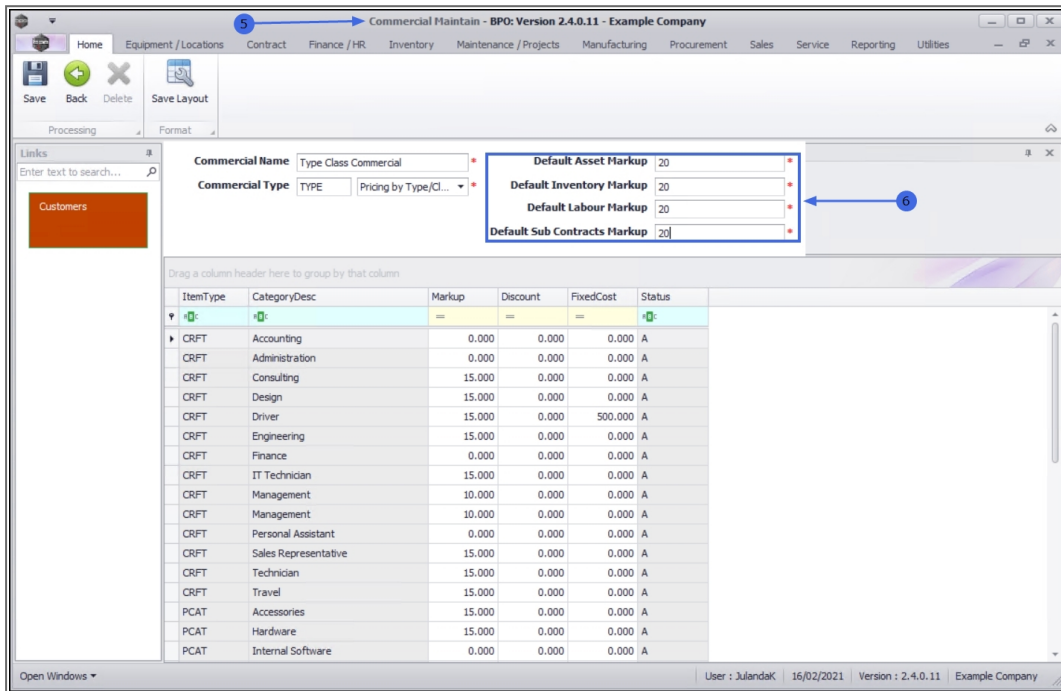 5
Commercial Maintain - BPO: Version 2.4.0.11 - Example Company
Home Equipment / Locations Contract Finance / HR Inventory Maintenance / Projects Manufacturing Procurement Sales Service Reporting Utilities
Save Back Delete Save Layout
Processing Format
Links
Enter text to search...
Customers
Commercial Name Type Class Commercial * Default Asset Markup 20 *
Commercial Type TYPE Pricing by Type/Cl... * Default Inventory Markup 20 *
Default Labour Markup 20 *
Default Sub Contracts Markup 20 *
6
Drag a column header here to group by that column
ItemType CategoryDesc Markup Discount FixedCost Status
= = =
CRFT Accounting 0.000 0.000 0.000 A
CRFT Administration 0.000 0.000 0.000 A
CRFT Consulting 15.000 0.000 0.000 A
CRFT Design 15.000 0.000 0.000 A
CRFT Driver 15.000 0.000 500.000 A
CRFT Engineering 15.000 0.000 0.000 A
CRFT Finance 0.000 0.000 0.000 A
CRFT IT Technician 15.000 0.000 0.000 A
CRFT Management 10.000 0.000 0.000 A
CRFT Management 10.000 0.000 0.000 A
CRFT Personal Assistant 0.000 0.000 0.000 A
CRFT Sales Representative 15.000 0.000 0.000 A
CRFT Technician 15.000 0.000 0.000 A
CRFT Travel 15.000 0.000 0.000 A
PCAT Accessories 15.000 0.000 0.000 A
PCAT Hardware 15.000 0.000 0.000 A
PCAT Internal Software 0.000 0.000 0.000 A
Open Windows User : JulandaK 16/02/2021 Version : 2.4.0.11 Example Company